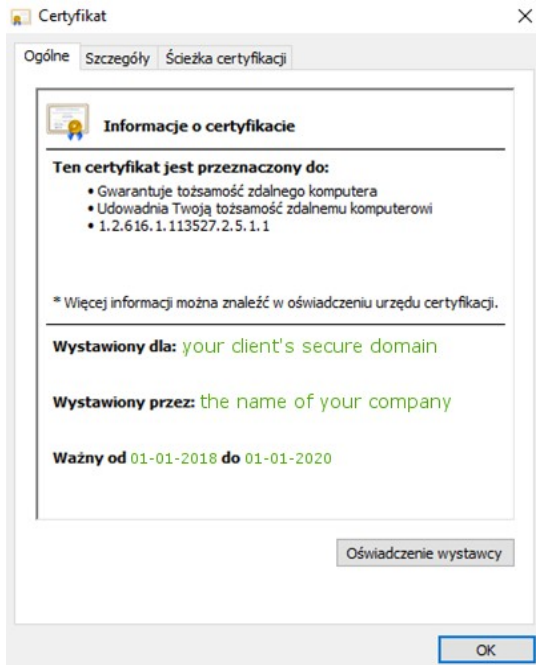 Certyfikat
Ogólne Szczegóły Ścieżka certyfikacji
Informacje o certyfikacie
Ten certyfikat jest przeznaczony do:
• Gwarantuje tożsamość zdalnego komputera
• Udowadnia Twoją tożsamość zdalnemu komputerowi
• 1.2.616.1.113527.2.5.1.1
* Więcej informacji można znaleźć w oświadczeniu urzędu certyfikacji.
Wystawiony dla: your client's secure domain
Wystawiony przez: the name of your company
Ważny od 01-01-2018 do 01-01-2020
Oświadczenie wystawcy
OK